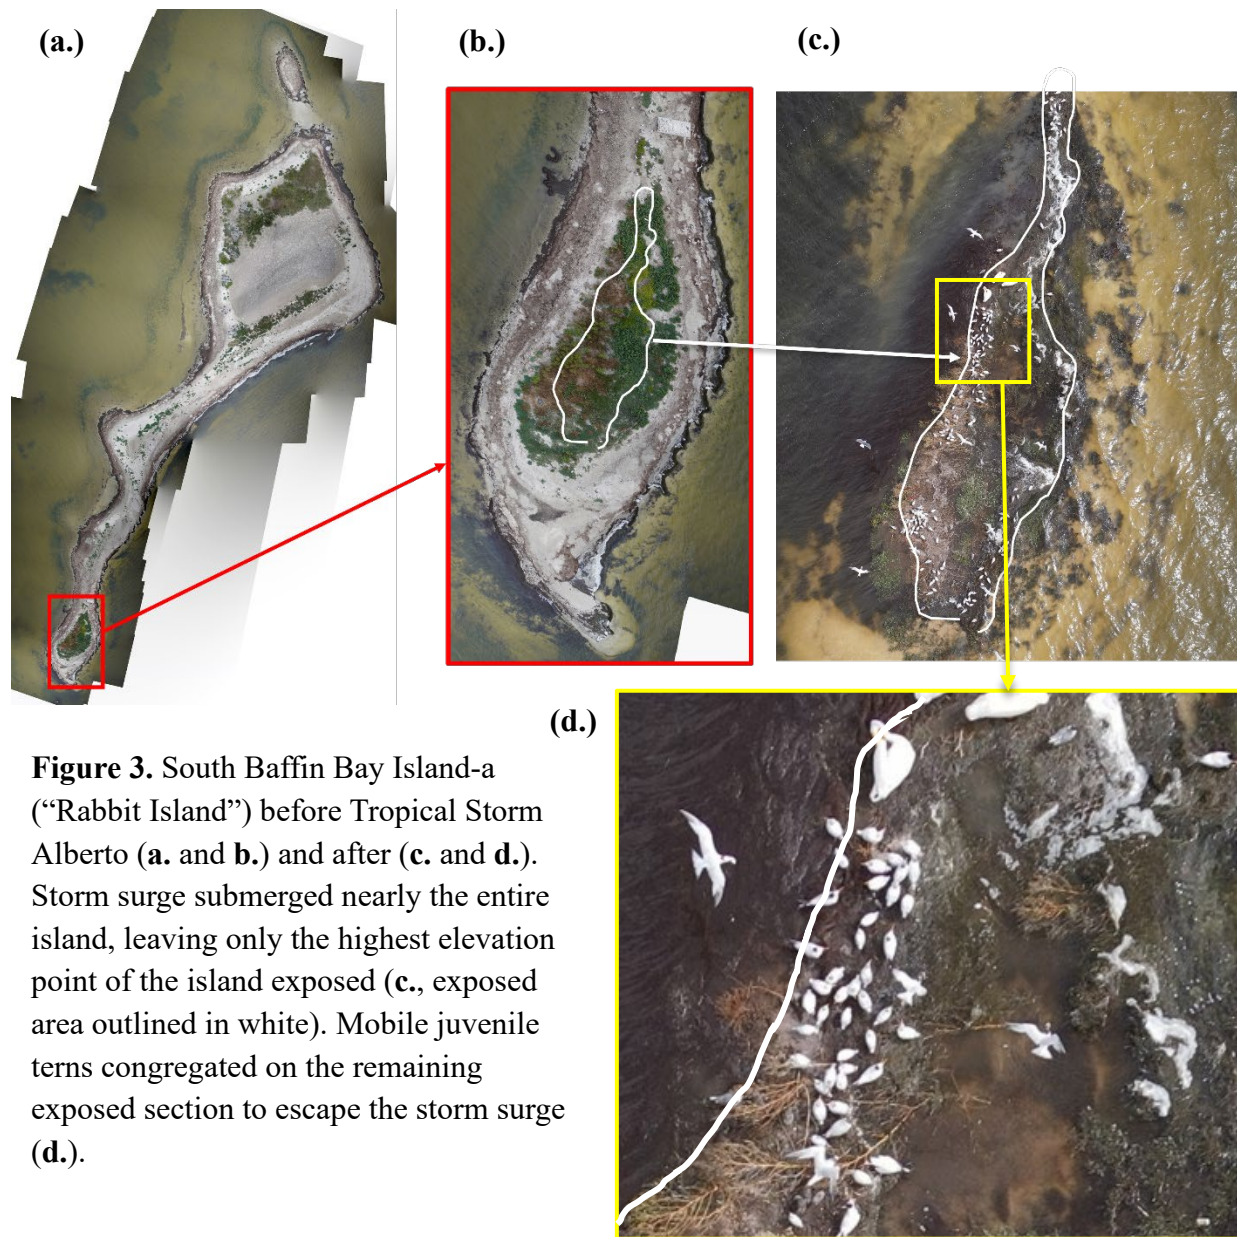 (a.)
(b.)
(c.)
(d.)
Figure 3. South Baffin Bay Island-a
(“Rabbit Island”) before Tropical Storm
Alberto (a. and b.) and after (c. and d.).
Storm surge submerged nearly the entire
island, leaving only the highest elevation
point of the island exposed (c., exposed
area outlined in white). Mobile juvenile
terns congregated on the remaining
exposed section to escape the storm surge
(d.).